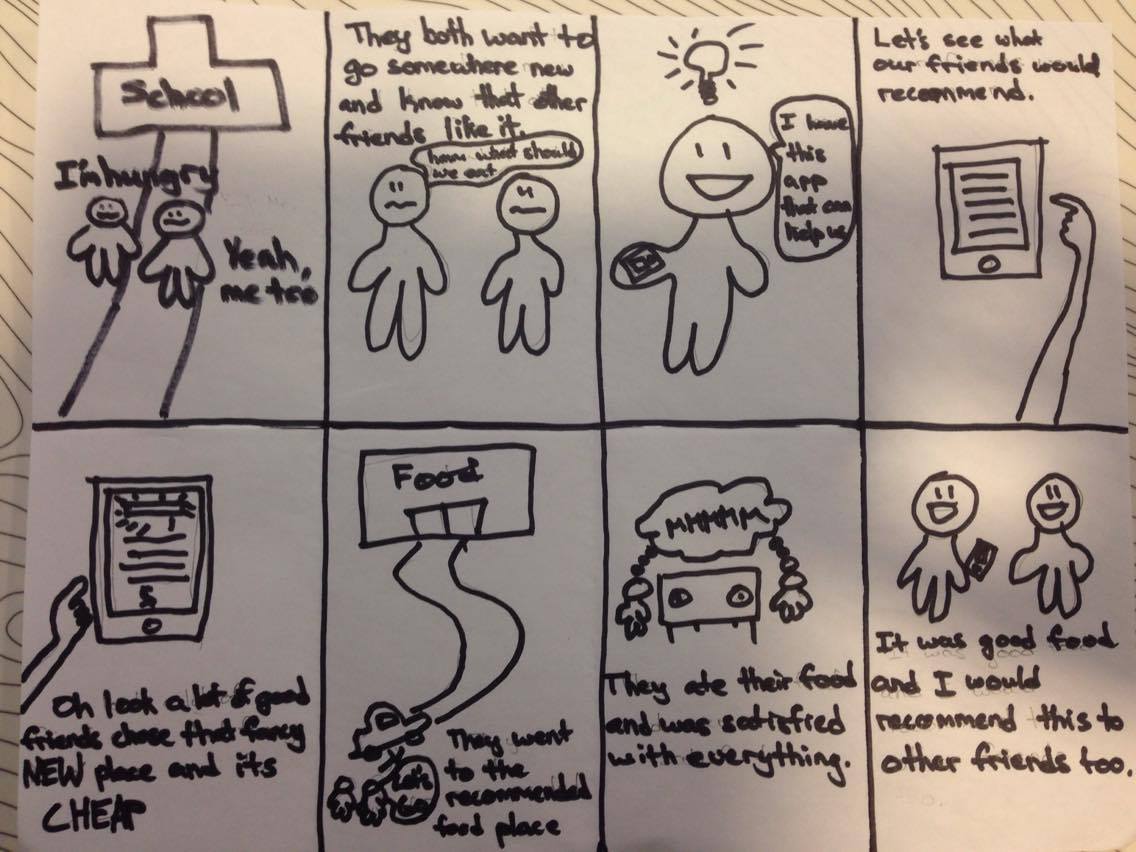 School
I'm hungry
Yeah,
me too
They both want to
go somewhere new
and know that other
friends like it.
hmm what should
we eat
I have
this
app
that can
help us
Let's see what
our friends would
recommend.
$
Oh look a lot of good
friends chose that fancy
NEW place and its
CHEAP
Food
Let's
Go
They went
to the
recommended
food place
MMMMM
They ate their food
and was satisfied
with everything.
It was good food
and I would
recommend this to
other friends too.